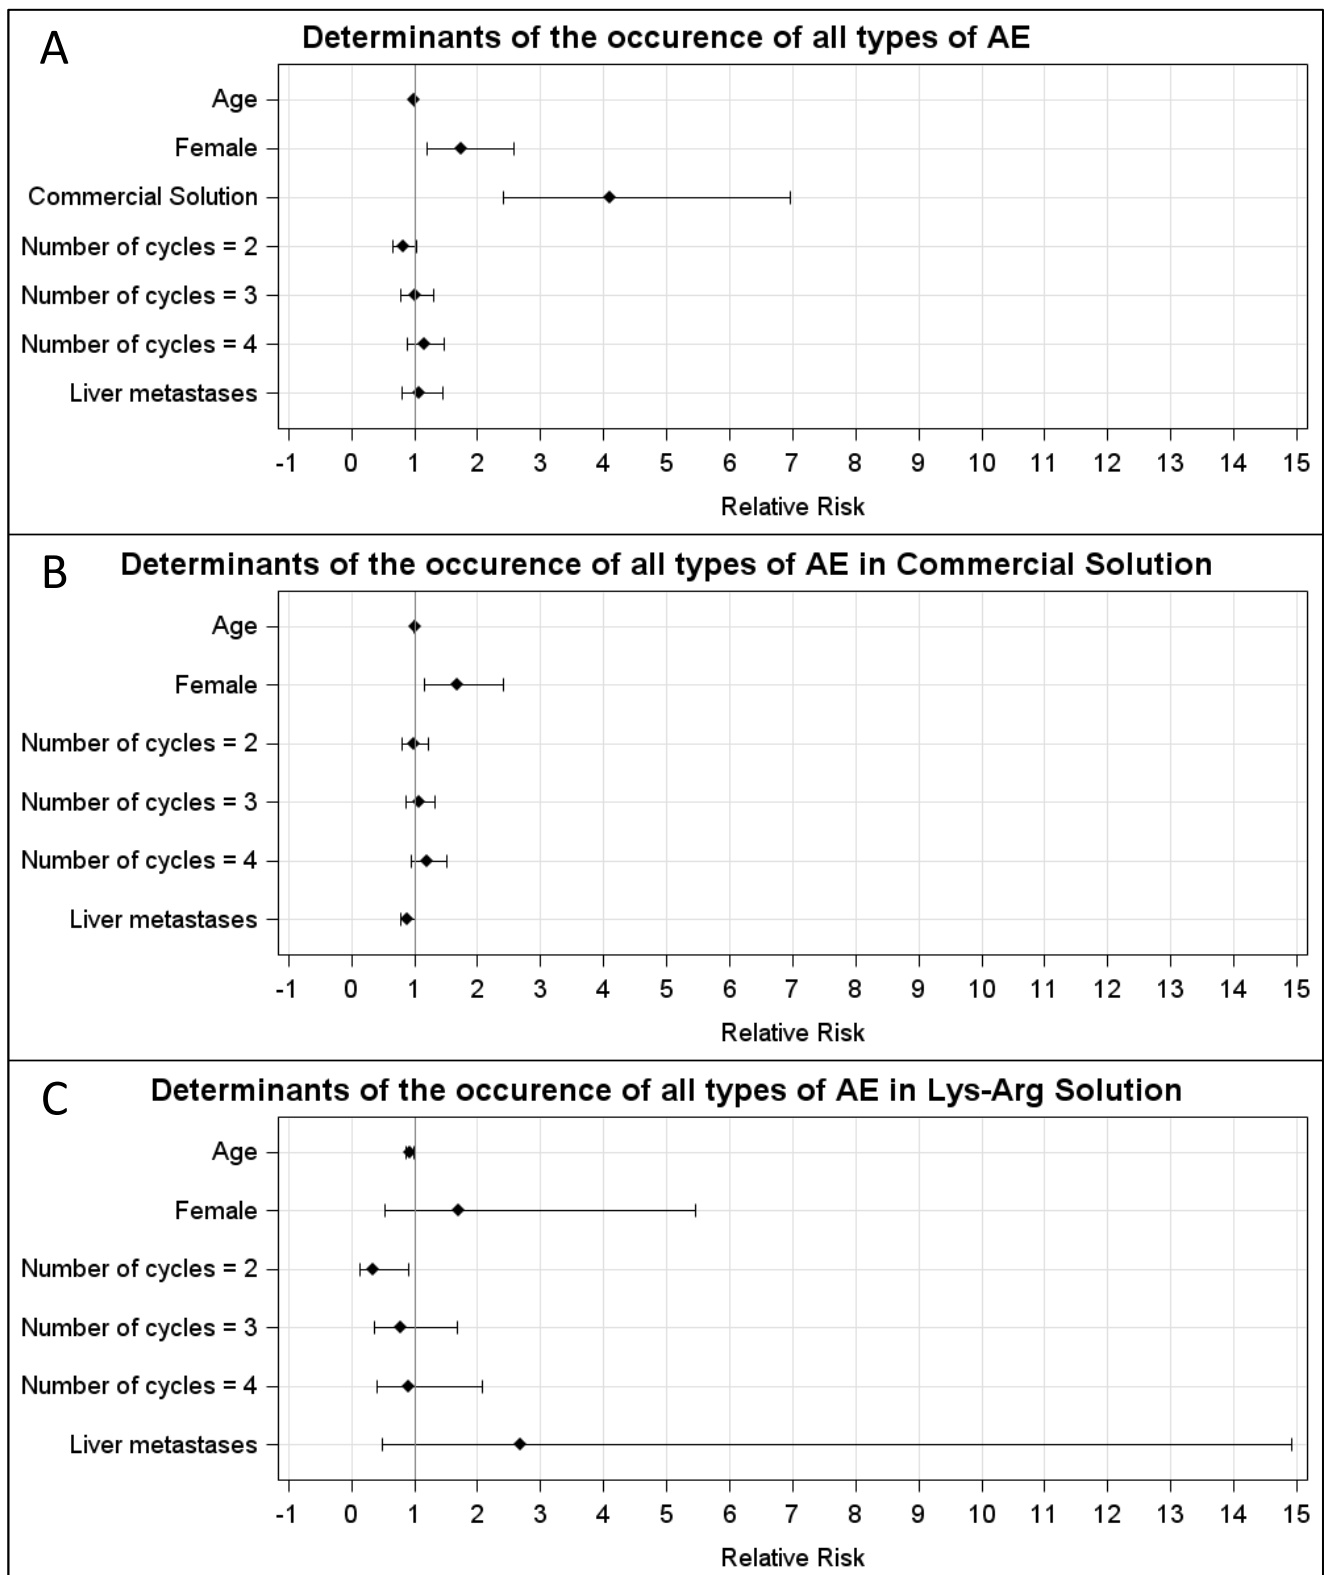 A
Determinants of the occurence of all types of AE
Age
Female
Commercial Solution
Number of cycles = 2
Number of cycles = 3
Number of cycles = 4
Liver metastases
-1 0 1 2 3 4 5 6 7 8 9 10 11 12 13 14 15
Relative Risk
B
Determinants of the occurence of all types of AE in Commercial Solution
Age
Female
Number of cycles = 2
Number of cycles = 3
Number of cycles = 4
Liver metastases
-1 0 1 2 3 4 5 6 7 8 9 10 11 12 13 14 15
Relative Risk
C
Determinants of the occurence of all types of AE in Lys-Arg Solution
Age
Female
Number of cycles = 2
Number of cycles = 3
Number of cycles = 4
Liver metastases
-1 0 1 2 3 4 5 6 7 8 9 10 11 12 13 14 15
Relative Risk